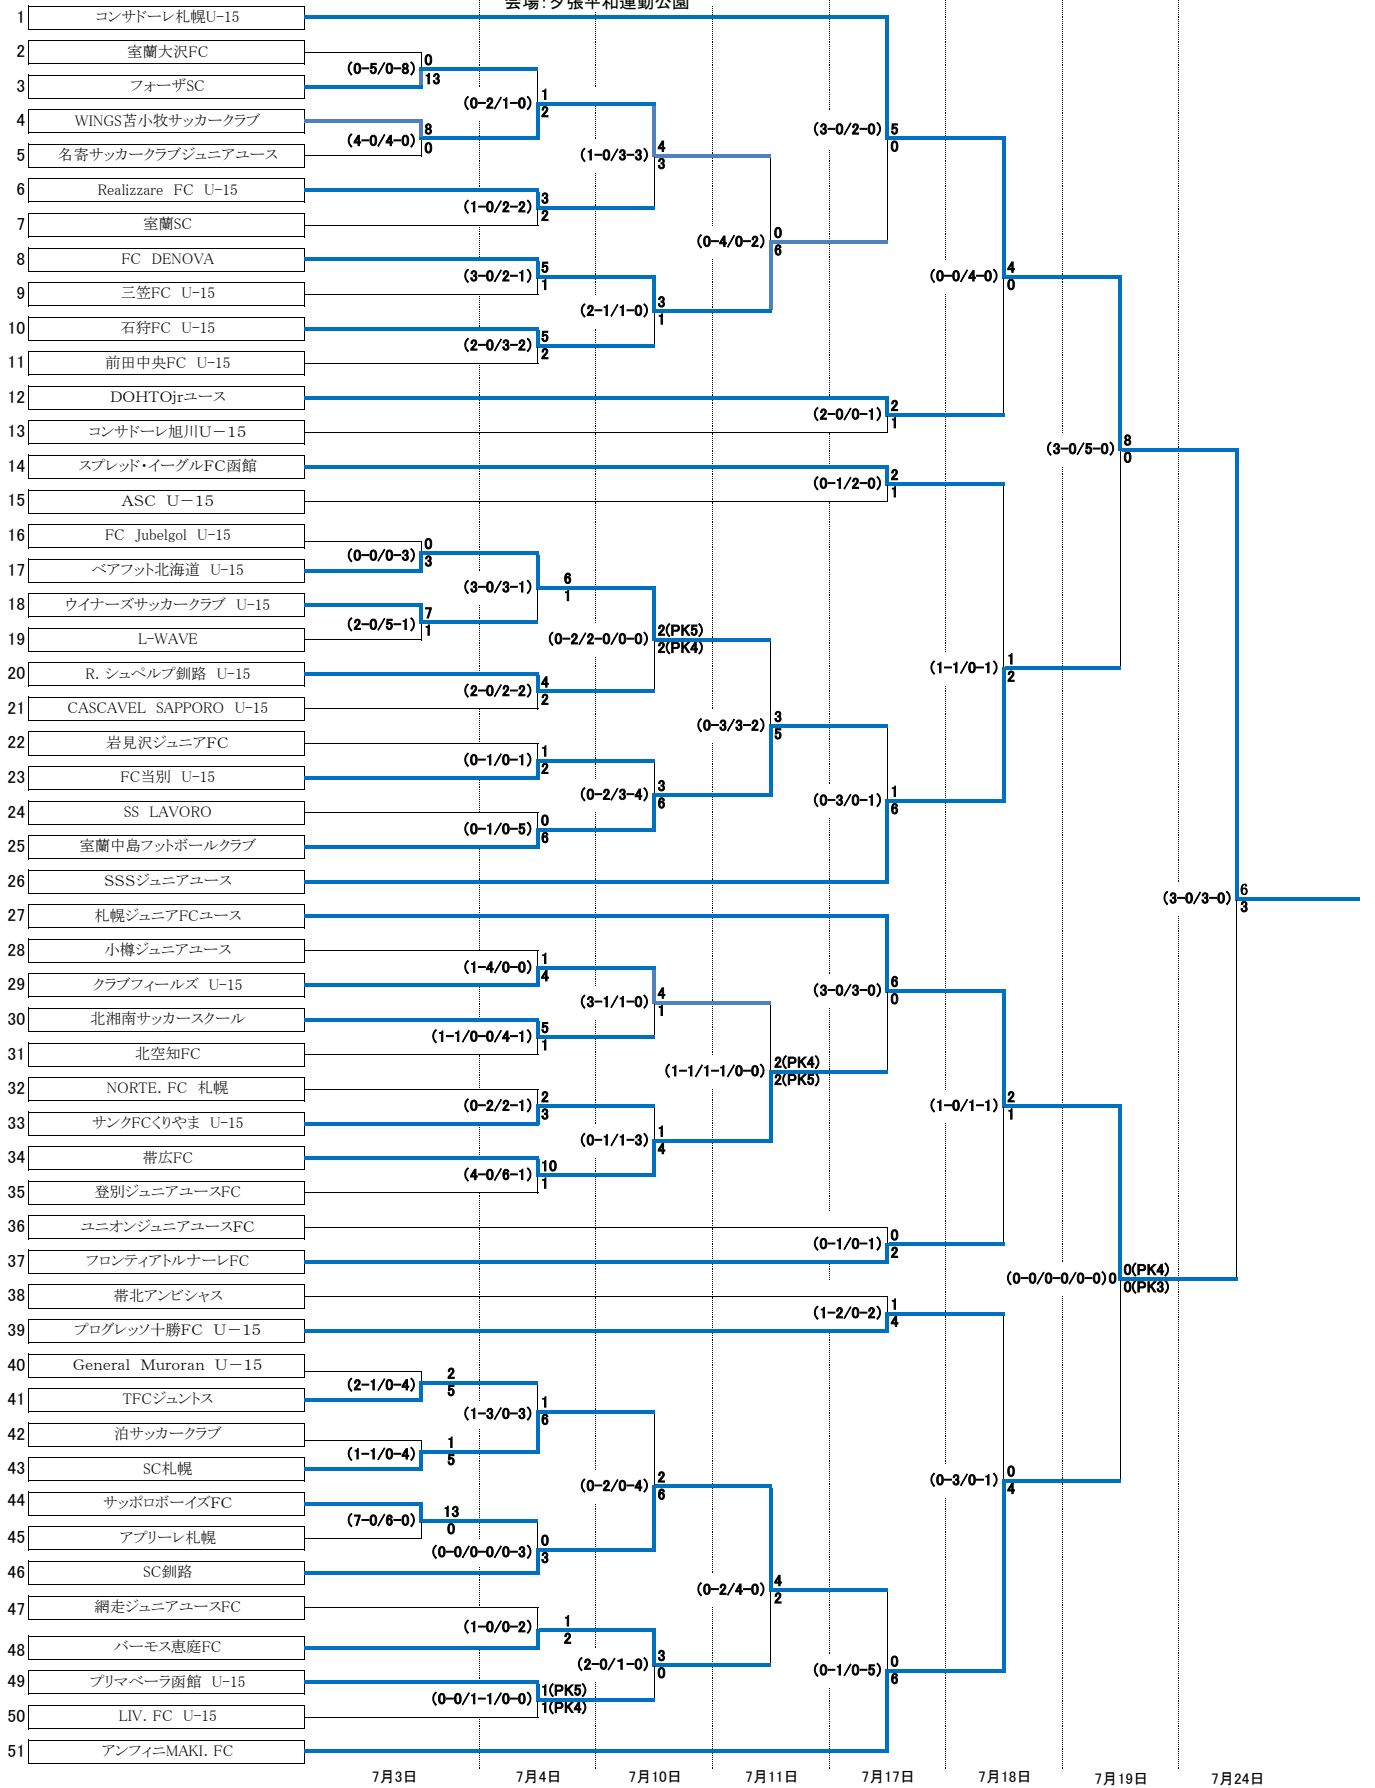 会場：夕張平和運動公園
1 コンサドーレ札幌U-15
2 室蘭大沢FC
(0-5/0-8) 0 13
3 フォーザSC
(0-2/1-0) 1 2
4 WINGS苫小牧サッカークラブ
(4-0/4-0) 8 0
(3-0/2-0) 5 0
5 名寄サッカークラブジュニアユース
(1-0/3-3) 4 3
6 Realizzare FC U-15
(1-0/2-2) 3 2
7 室蘭SC
(0-4/0-2) 0 6
8 FC DENOVA
(3-0/2-1) 5 1
(0-0/4-0) 4 0
9 三笠FC U-15
(2-1/1-0) 3 1
10 石狩FC U-15
(2-0/3-2) 5 2
11 前田中央FC U-15
12 DOHTOjrユース
(2-0/0-1) 2 1
13 コンサドーレ旭川U－15
(3-0/5-0) 8 0
14 スプレッド・イーグルFC函館
(0-1/2-0) 2 1
15 ASC U－15
16 FC Jubelgol U-15
(0-0/0-3) 0 3
17 ベアフット北海道 U-15
(3-0/3-1) 6 1
18 ウイナーズサッカークラブ U-15
(2-0/5-1) 7 1
19 L-WAVE
(0-2/2-0/0-0) 2(PK5) 2(PK4)
20 R．シュペルブ釧路 U-15
(2-0/2-2) 4 2
(1-1/0-1) 1 2
21 CASCAVEL SAPPORO U-15
(0-3/3-2) 3 5
22 岩見沢ジュニアFC
(0-1/0-1) 1 2
23 FC当別 U-15
(0-2/3-4) 3 6
(0-3/0-1) 1 6
24 SS LAVORO
(0-1/0-5) 0 6
25 室蘭中島フットボールクラブ
26 SSSジュニアユース
(3-0/3-0) 6 3
27 札幌ジュニアFCユース
28 小樽ジュニアユース
(1-4/0-0) 1 4
29 クラブフィールズ U-15
(3-1/1-0) 4 1
(3-0/3-0) 6 0
30 北湘南サッカースクール
(1-1/0-0/4-1) 5 1
31 北空知FC
(1-1/1-1/0-0) 2(PK4) 2(PK5)
32 NORTE．FC 札幌
(0-2/2-1) 2 3
(1-0/1-1) 2 1
33 サンクFCくりやま U-15
(0-1/1-3) 1 4
34 帯広FC
(4-0/6-1) 10 1
35 登別ジュニアユースFC
36 ユニオンジュニアユースFC
(0-1/0-1) 0 2
37 フロンティアトルナーレFC
(0-0/0-0/0-0)0 0(PK4) 0(PK3)
38 帯北アンビシャス
(1-2/0-2) 1 4
39 プログレッソ十勝FC U－15
40 General Muroran U－15
(2-1/0-4) 2 5
41 TFCジェントス
(1-3/0-3) 1 6
42 泊サッカークラブ
(1-1/0-4) 1 5
43 SC札幌
(0-2/0-4) 2 6
(0-3/0-1) 0 4
44 サッポロボーイズFC
(7-0/6-0) 13 0
45 アプリーレ札幌
(0-0/0-0/0-3) 0 3
46 SC釧路
(0-2/4-0) 4 2
47 網走ジュニアユースFC
(1-0/0-2) 1 2
48 バーモス恵庭FC
(2-0/1-0) 3 0
(0-1/0-5) 0 6
49 プリマベーラ函館 U-15
(0-0/1-1/0-0) 1(PK5) 1(PK4)
50 LIV．FC U-15
51 アンフィニMAKI．FC
7月3日 7月4日 7月10日 7月11日 7月17日 7月18日 7月19日 7月24日